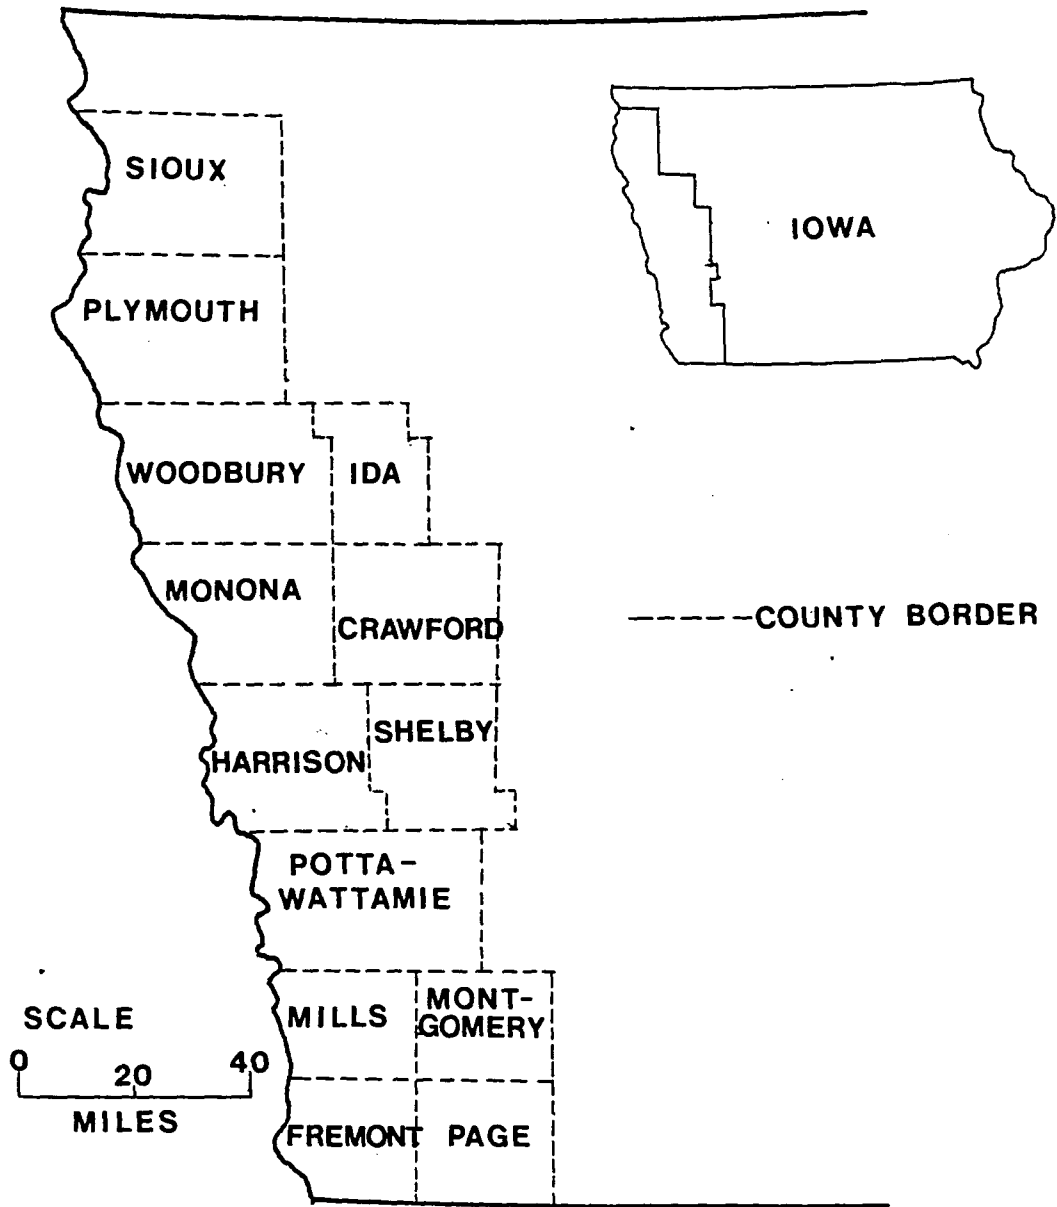 SIOUX
IOWA
PLYMOUTH
WOODBURY
IDA
MONONA
CRAWFORD
-COUNTY BORDER
SHELBY
HARRISON
POTTA-
WATTAMIE
MONT-
GOMERY
MILLS
SCALE
0 20 40
MILES
FREMONT
PAGE